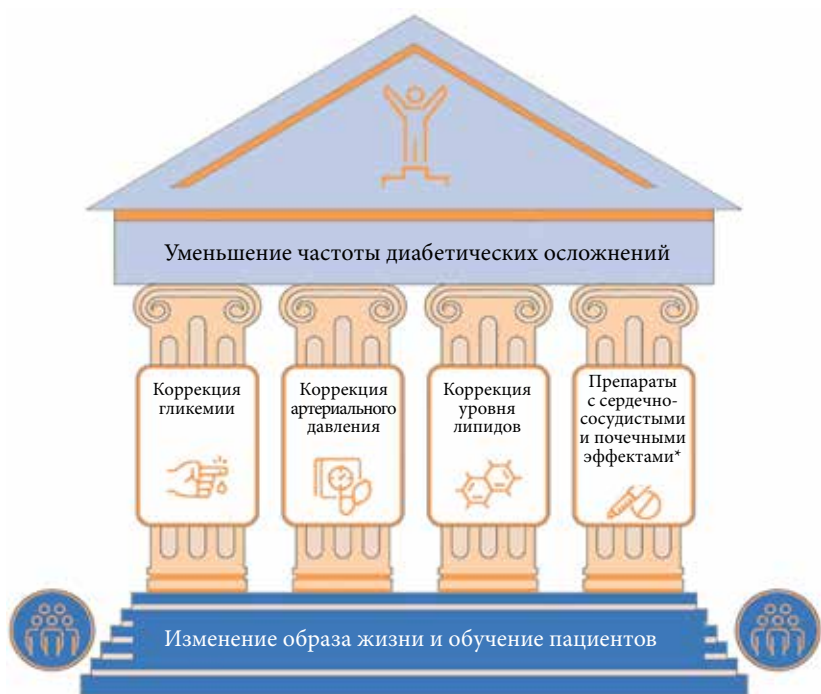 Уменьшение частоты диабетических осложнений
Коррекция
гликемии
Коррекция
артериального
давления
Коррекция
уровня
липидов
Препараты
с сердечно-
сосудистыми
и почечными
эффектами*
Изменение образа жизни и обучение пациентов